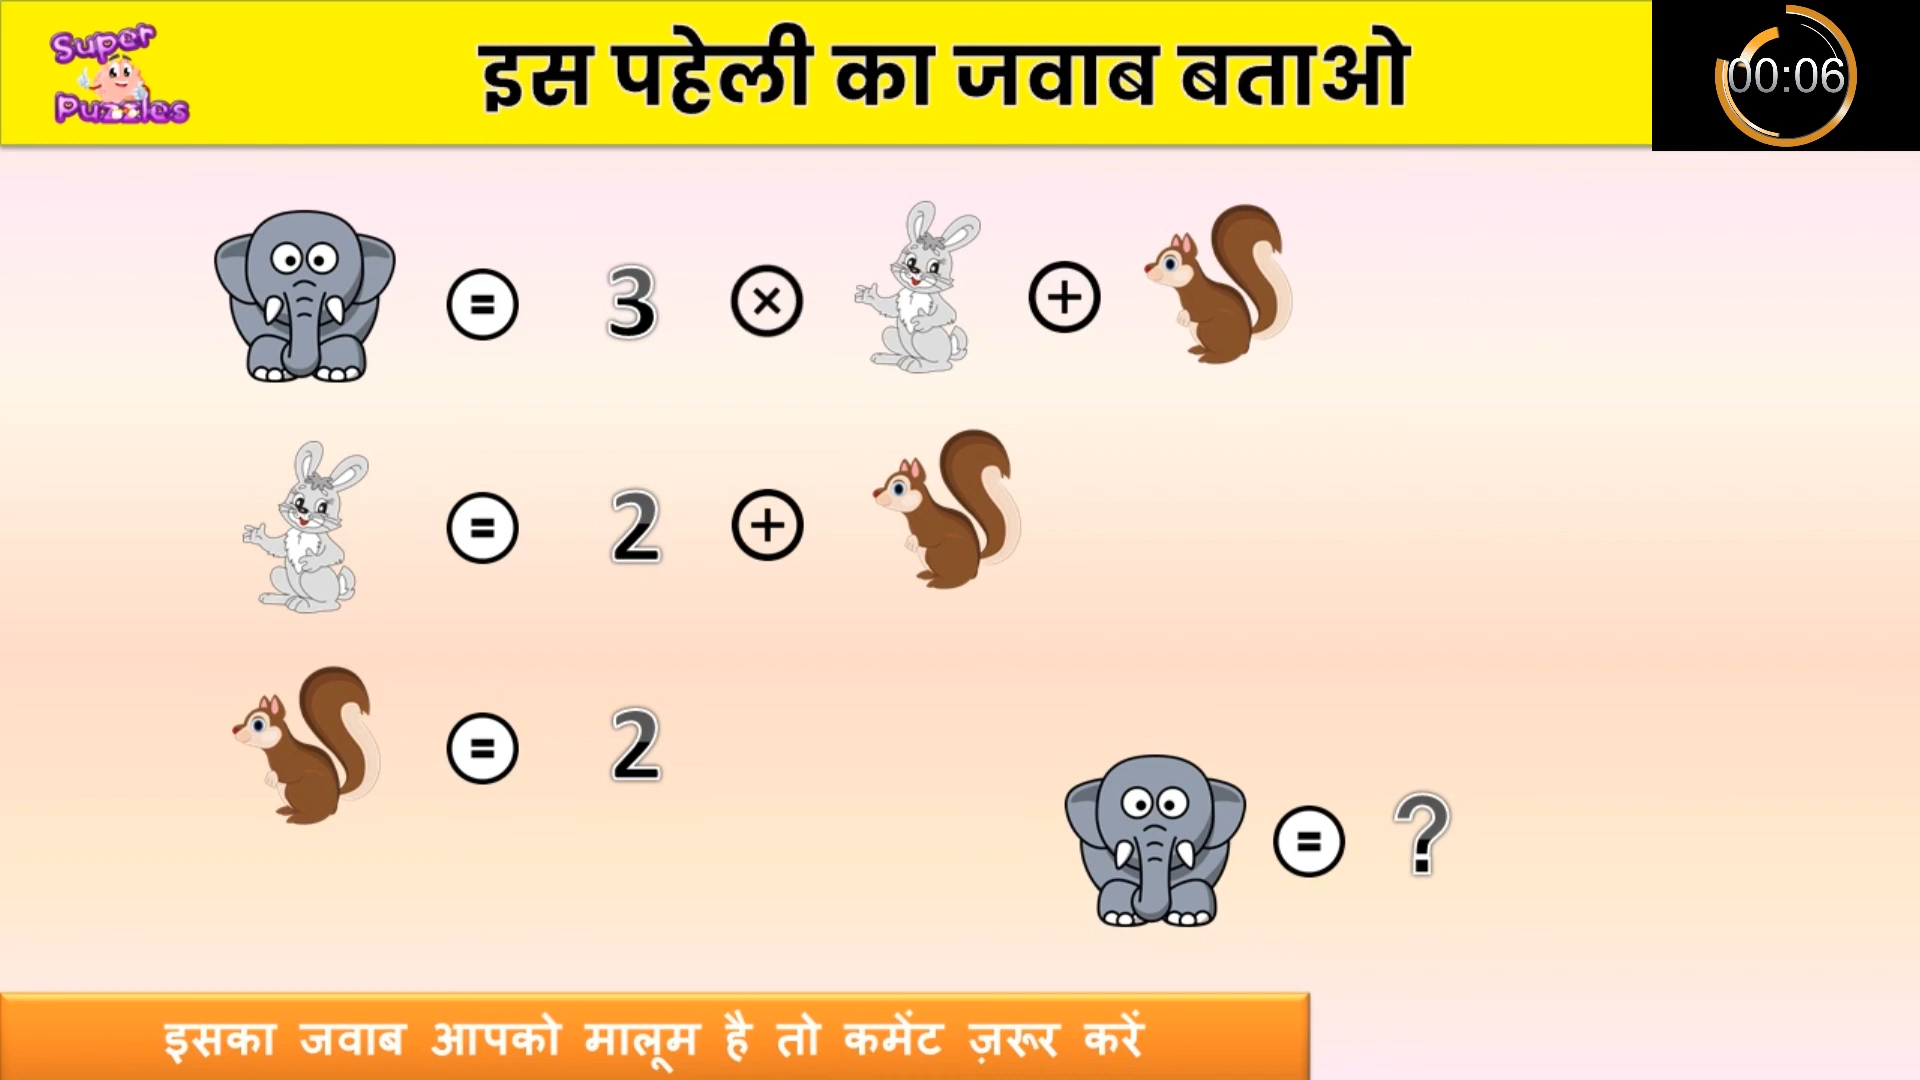 Super
Puzzles
इस पहेली का जवाब बताओ
00:06
= 3 × +
= 2 +
= 2
= ?
इसका जवाब आपको मालूम है तो कमेंट ज़रूर करें